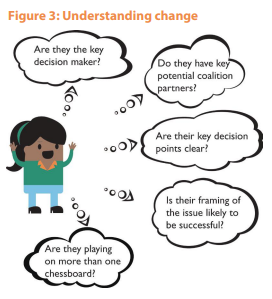 Figure 3: Understanding change
Are they the key
decision maker?
Do they have key
potential coalition
partners?
Are their key decision
points clear?
Is their framing of
the issue likely to
be successful?
Are they playing
on more than one
chessboard?